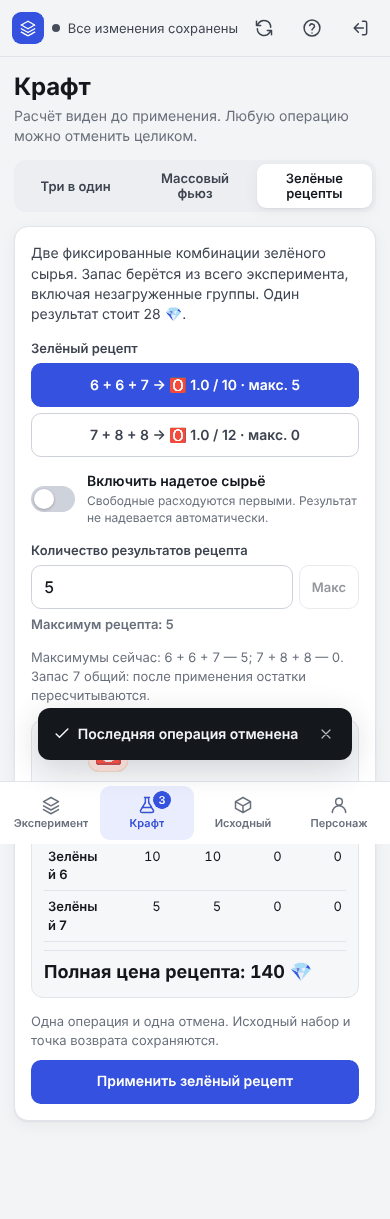 Все изменения сохранены
Крафт
Расчёт виден до применения. Любую операцию
можно отменить целиком.
Три в один
Массовый
фьюз
Зелёные
рецепты
Две фиксированные комбинации зелёного
сырья. Запас берётся из всего эксперимента,
включая незагруженные группы. Один
результат стоит 28 💎.
Зелёный рецепт
6 + 6 + 7 → 🅾️ 1.0 / 10 · макс. 5
7 + 8 + 8 → 🅾️ 1.0 / 12 · макс. 0
Включить надетое сырьё
Свободные расходуются первыми. Результат
не надевается автоматически.
Количество результатов рецепта
5
Макс
Максимум рецепта: 5
Максимумы сейчас: 6 + 6 + 7 — 5; 7 + 8 + 8 — 0.
Запас 7 общий: после применения остатки
пересчитываются.
Последняя операция отменена
Эксперимент
Крафт
3
Исходный
Персонаж
Зелёны
й 6
10 10 0 0
Зелёны
й 7
5 5 0 0
Полная цена рецепта: 140 💎
Одна операция и одна отмена. Исходный набор и
точка возврата сохраняются.
Применить зелёный рецепт